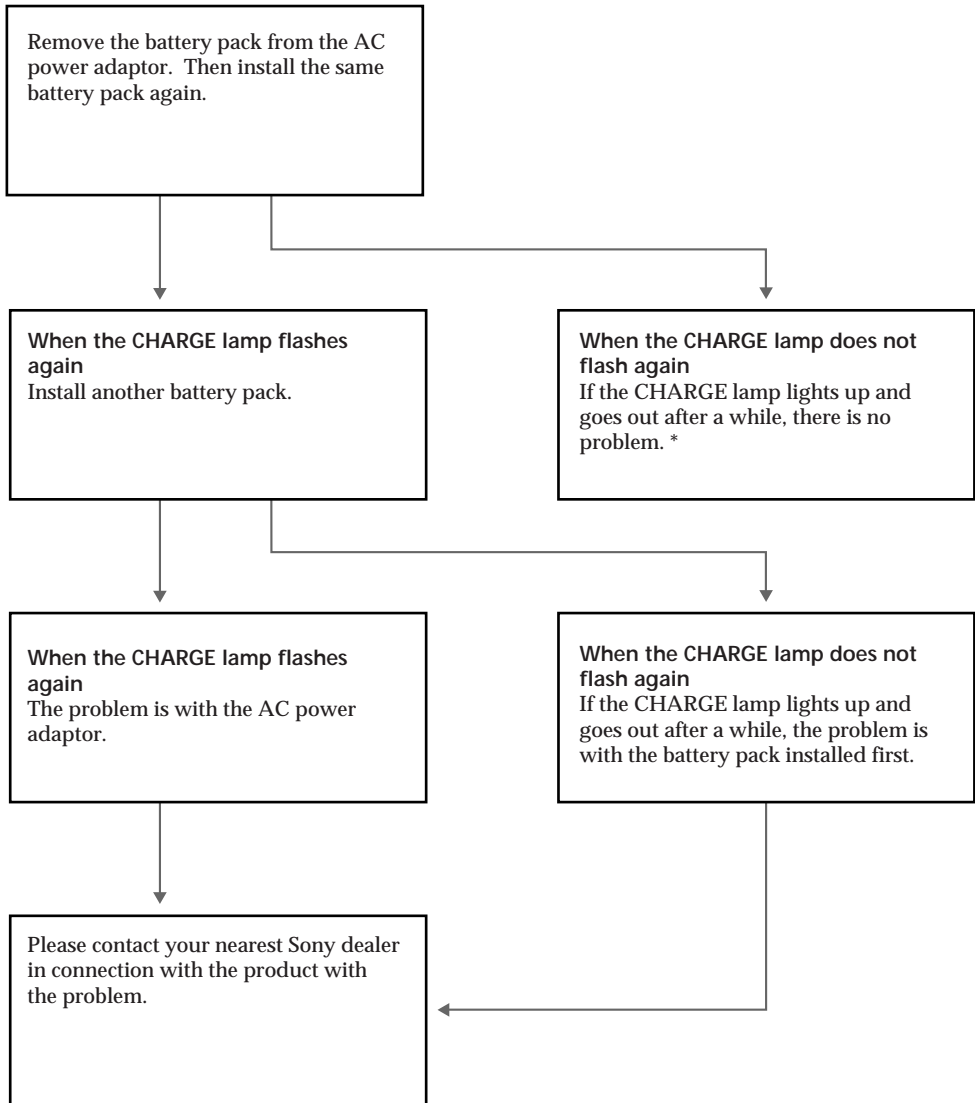 Remove the battery pack from the AC
power adaptor.  Then install the same
battery pack again.
When the CHARGE lamp flashes
again
Install another battery pack.
When the CHARGE lamp does not
flash again
If the CHARGE lamp lights up and
goes out after a while, there is no
problem. *
When the CHARGE lamp flashes
again
The problem is with the AC power
adaptor.
When the CHARGE lamp does not
flash again
If the CHARGE lamp lights up and
goes out after a while, the problem is
with the battery pack installed first.
Please contact your nearest Sony dealer
in connection with the product with
the problem.